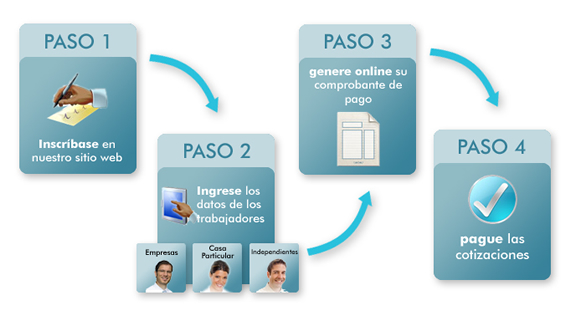 PASO 1
Inscríbase en
nuestro sitio web
PASO 2
Ingrese los
datos de los
trabajadores
Empresas
Casa
Particular
Independientes
PASO 3
genere online su
comprobante de
pago
PASO 4
pague las
cotizaciones